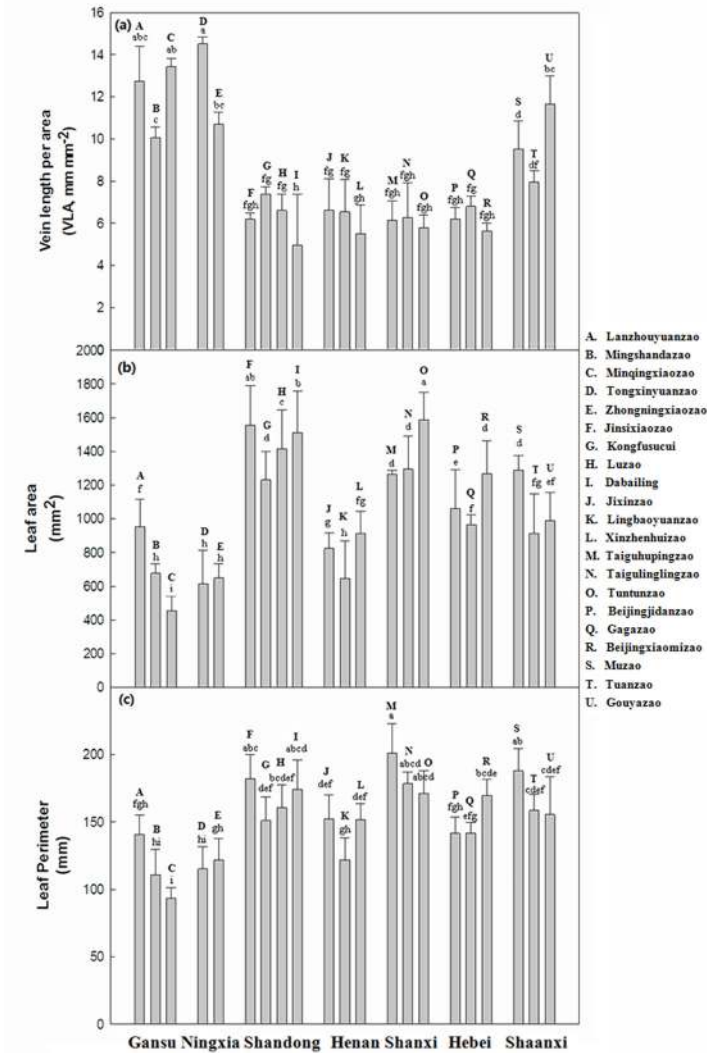 (a)
Vein length per area
(VLA, mm mm-2)
16
14
12
10
8
6
4
2
0
A
abc
B
c
C
ab
D
a
E
bc
F
fgh
G
fg
H
fg
I
h
J
fg
K
fg
L
gh
M
fgh
N
fgh
O
fgh
P
fgh
Q
fg
R
fgh
S
d
T
df
U
bc
(b)
Leaf area
(mm2)
2000
1800
1600
1400
1200
1000
800
600
400
200
0
A
f
B
h
C
i
D
h
E
h
F
ab
G
d
H
c
I
b
J
g
K
h
L
fg
M
d
N
d
O
a
P
e
Q
f
R
d
S
d
T
fg
U
ef
(c)
Leaf Perimeter
(mm)
200
150
100
50
0
A
fgh
B
hi
C
i
D
hi
E
gh
F
abc
G
def
H
bcdef
I
abcd
J
def
K
gh
L
def
M
a
N
abcd
O
abcd
P
fgh
Q
efg
R
bcde
S
ab
T
cdef
U
cdef
Gansu Ningxia Shandong Henan Shanxi Hebei Shaanxi
A. Lanzhouyuanzao
B. Mingshandazao
C. Minqingxiaozao
D. Tongxinyuanzao
E. Zhongningxiaozao
F. Jinsixiaozao
G. Kongfusucui
H. Luzao
I. Dabailing
J. Jixinzao
K. Lingbaoyuanzao
L. Xinzhenhuizao
M. Taiguhupingzao
N. Taigulinglingzao
O. Tuntunzao
P. Beijingjidanzao
Q. Gagazao
R. Beijingxiaomizao
S. Muzao
T. Tuanzao
U. Gouyazao